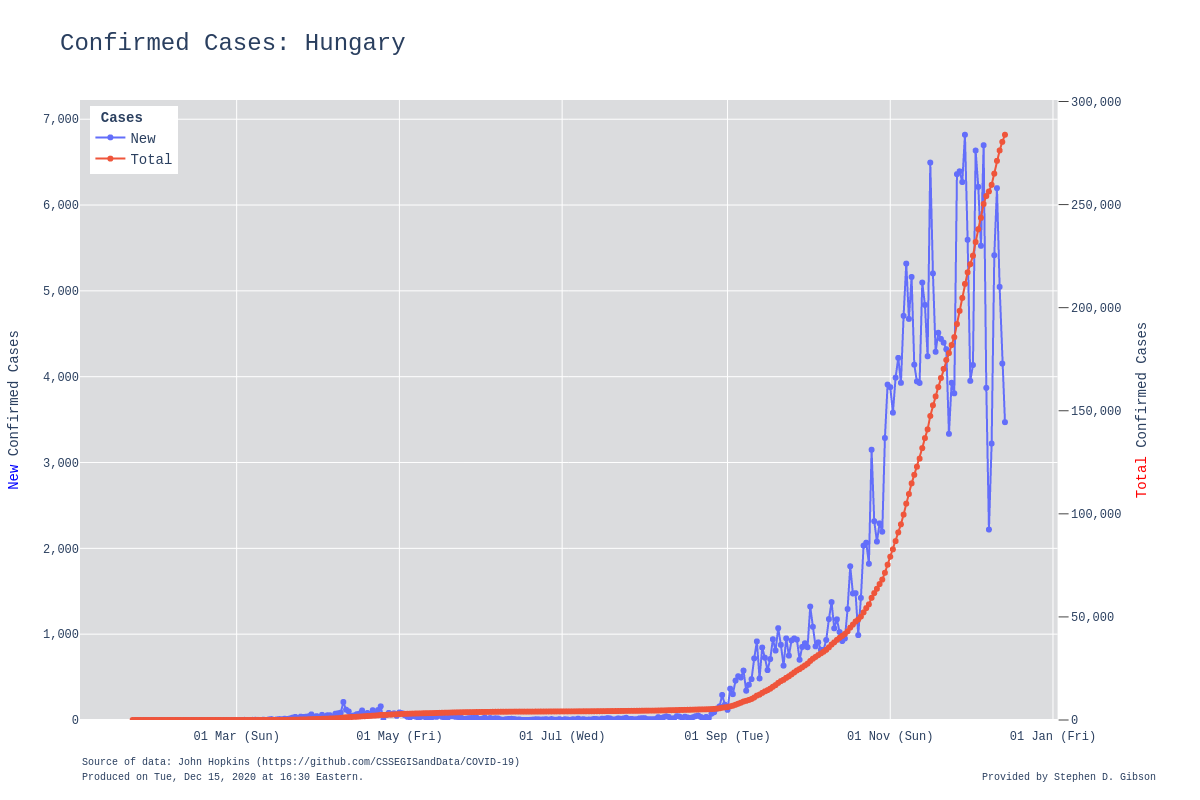 Confirmed Cases: Hungary
Cases
New
Total
7,000
6,000
5,000
4,000
3,000
2,000
1,000
0
New Confirmed Cases
300,000
250,000
200,000
150,000
100,000
50,000
0
Total Confirmed Cases
01 Mar (Sun)
01 May (Fri)
01 Jul (Wed)
01 Sep (Tue)
01 Nov (Sun)
01 Jan (Fri)
Source of data: John Hopkins (https://github.com/CSSEGISandData/COVID-19)
Produced on Tue, Dec 15, 2020 at 16:30 Eastern.
Provided by Stephen D. Gibson